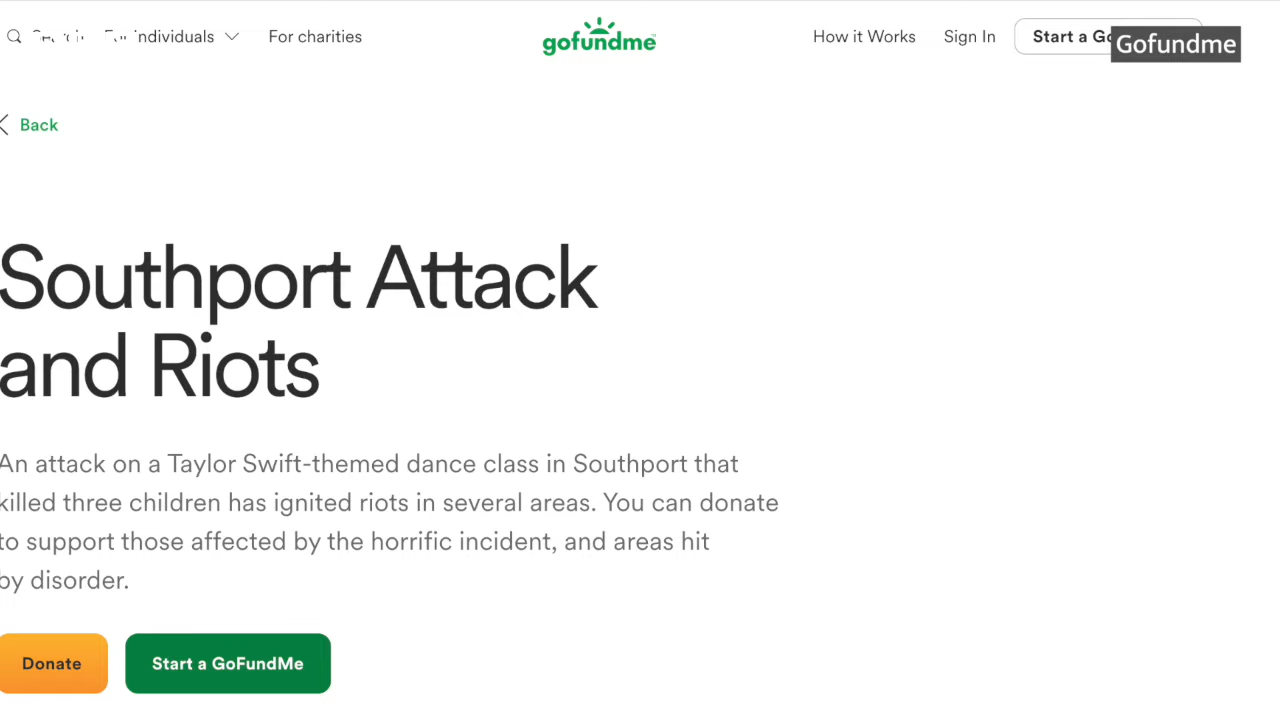 For individuals
For charities
gofundme
How it Works
Sign In
Start a
Gofundme
Back
Southport Attack
and Riots
An attack on a Taylor Swift-themed dance class in Southport that
killed three children has ignited riots in several areas. You can donate
to support those affected by the horrific incident, and areas hit
by disorder.
Donate
Start a GoFundMe